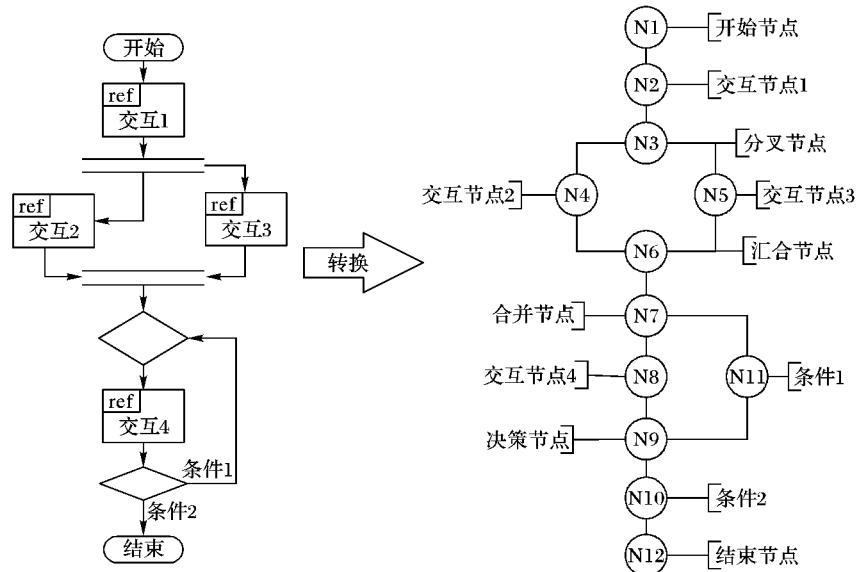 开始
ref
交互1
ref
交互2
ref
交互3
ref
交互4
条件1
条件2
结束
转换
N1
开始节点
N2
交互节点1
N3
分叉节点
交互节点2
N4
N5
交互节点3
N6
汇合节点
合并节点
N7
交互节点4
N8
N11
条件1
决策节点
N9
N10
条件2
N12
结束节点